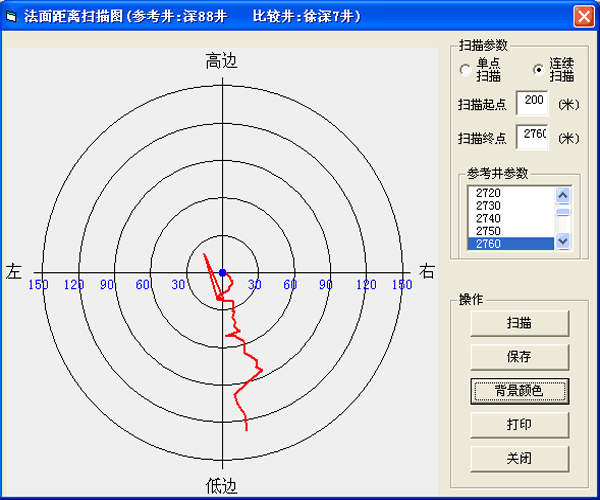 法面距离扫描图(参考井:深88井 比较井:徐深7井)
高边
左
右
150 120 90 60 30 30 60 90 120 150
低边
扫描参数
单点扫描
连续扫描
扫描起点 200 (米)
扫描终点 2760 (米)
参考井参数
2720
2730
2740
2750
2760
操作
扫描
保存
背景颜色
打印
关闭